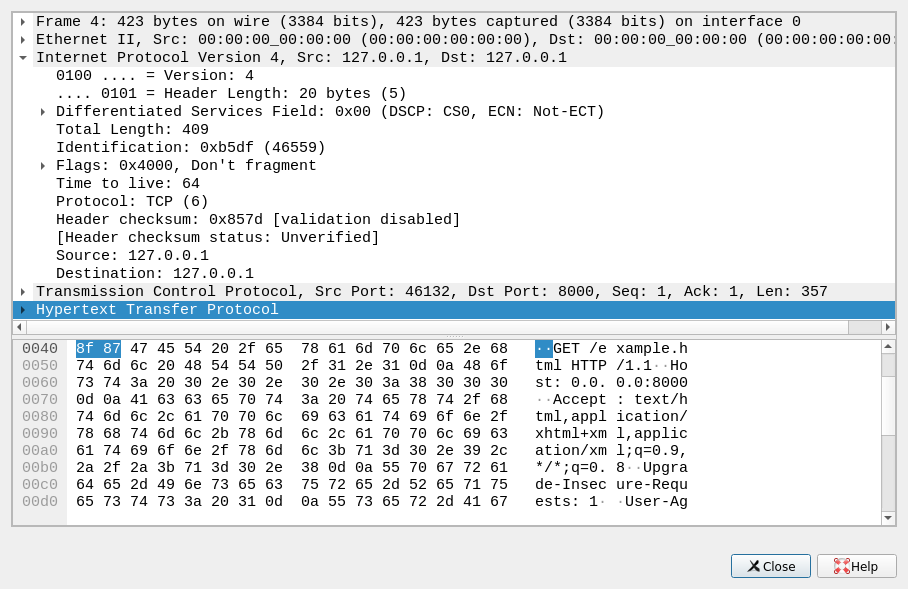 Frame 4: 423 bytes on wire (3384 bits), 423 bytes captured (3384 bits) on interface 0
Ethernet II, Src: 00:00:00_00:00:00 (00:00:00:00:00:00), Dst: 00:00:00_00:00:00 (00:00:00:00:00:
Internet Protocol Version 4, Src: 127.0.0.1, Dst: 127.0.0.1
0100 .... = Version: 4
.... 0101 = Header Length: 20 bytes (5)
Differentiated Services Field: 0x00 (DSCP: CS0, ECN: Not-ECT)
Total Length: 409
Identification: 0xb5df (46559)
Flags: 0x4000, Don't fragment
Time to live: 64
Protocol: TCP (6)
Header checksum: 0x857d [validation disabled]
[Header checksum status: Unverified]
Source: 127.0.0.1
Destination: 127.0.0.1
Transmission Control Protocol, Src Port: 46132, Dst Port: 8000, Seq: 1, Ack: 1, Len: 357
Hypertext Transfer Protocol
0040 8f 87 47 45 54 20 2f 65 78 61 6d 70 6c 65 2e 68 ··GET /e xample.h
0050 74 6d 6c 20 48 54 54 50 2f 31 2e 31 0d 0a 48 6f tml HTTP /1.1··Ho
0060 73 74 3a 20 30 2e 30 2e 30 2e 30 3a 38 30 30 30 st: 0.0. 0.0:8000
0070 0d 0a 41 63 63 65 70 74 3a 20 74 65 78 74 2f 68 ··Accept : text/h
0080 74 6d 6c 2c 61 70 70 6c 69 63 61 74 69 6f 6e 2f tml,appl ication/
0090 78 68 74 6d 6c 2b 78 6d 6c 2c 61 70 70 6c 69 63 xhtml+xm l,applic
00a0 61 74 69 6f 6e 2f 78 6d 6c 3b 71 3d 30 2e 39 2c ation/xm l;q=0.9,
00b0 2a 2f 2a 3b 71 3d 30 2e 38 0d 0a 55 70 67 72 61 */*;q=0. 8··Upgra
00c0 64 65 2d 49 6e 73 65 63 75 72 65 2d 52 65 71 75 de-Insec ure-Requ
00d0 65 73 74 73 3a 20 31 0d 0a 55 73 65 72 2d 41 67 ests: 1· ·User-Ag
Close
Help